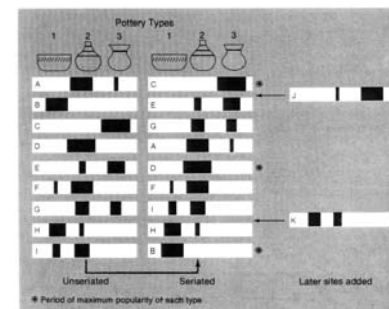 Pottery Types
1 2 3 1 2 3
A C *
B E J
C G
D A
E D *
F F
G I K
H H
I B *
Unseriated Seriated Later sites added
* Period of maximum popularity of each type